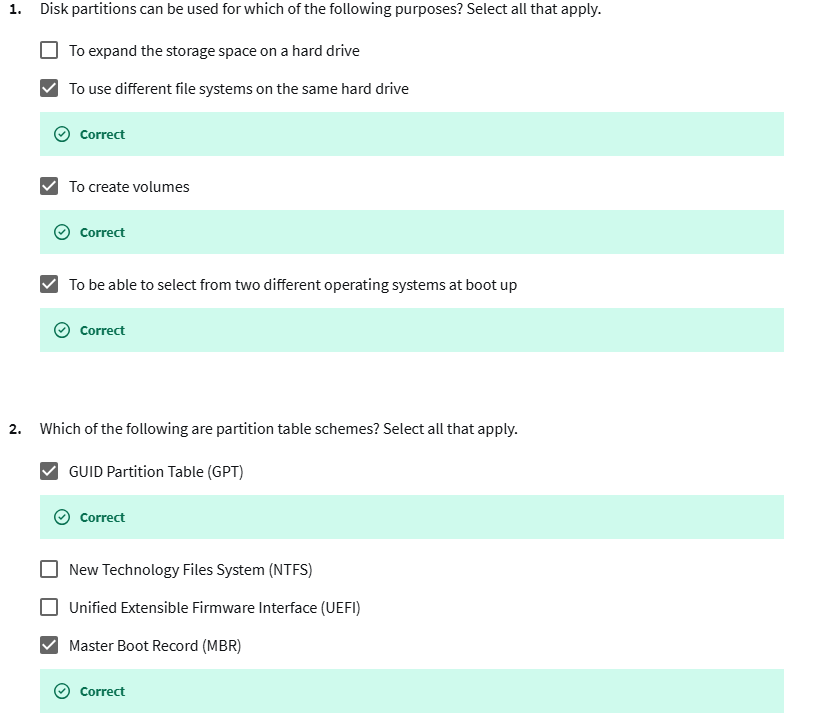 1. Disk partitions can be used for which of the following purposes? Select all that apply.
To expand the storage space on a hard drive
To use different file systems on the same hard drive
Correct
To create volumes
Correct
To be able to select from two different operating systems at boot up
Correct
2. Which of the following are partition table schemes? Select all that apply.
GUID Partition Table (GPT)
Correct
New Technology Files System (NTFS)
Unified Extensible Firmware Interface (UEFI)
Master Boot Record (MBR)
Correct